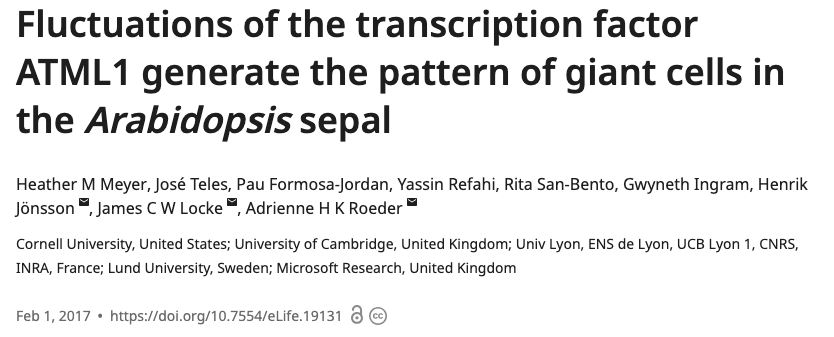 Fluctuations of the transcription factor
ATML1 generate the pattern of giant cells in
the Arabidopsis sepal
Heather M Meyer, José Teles, Pau Formosa-Jordan, Yassin Refahi, Rita San-Bento, Gwyneth Ingram, Henrik
Jönsson, James C W Locke, Adrienne H K Roeder
Cornell University, United States; University of Cambridge, United Kingdom; Univ Lyon, ENS de Lyon, UCB Lyon 1, CNRS,
INRA, France; Lund University, Sweden; Microsoft Research, United Kingdom
Feb 1, 2017 • https://doi.org/10.7554/eLife.19131 cc